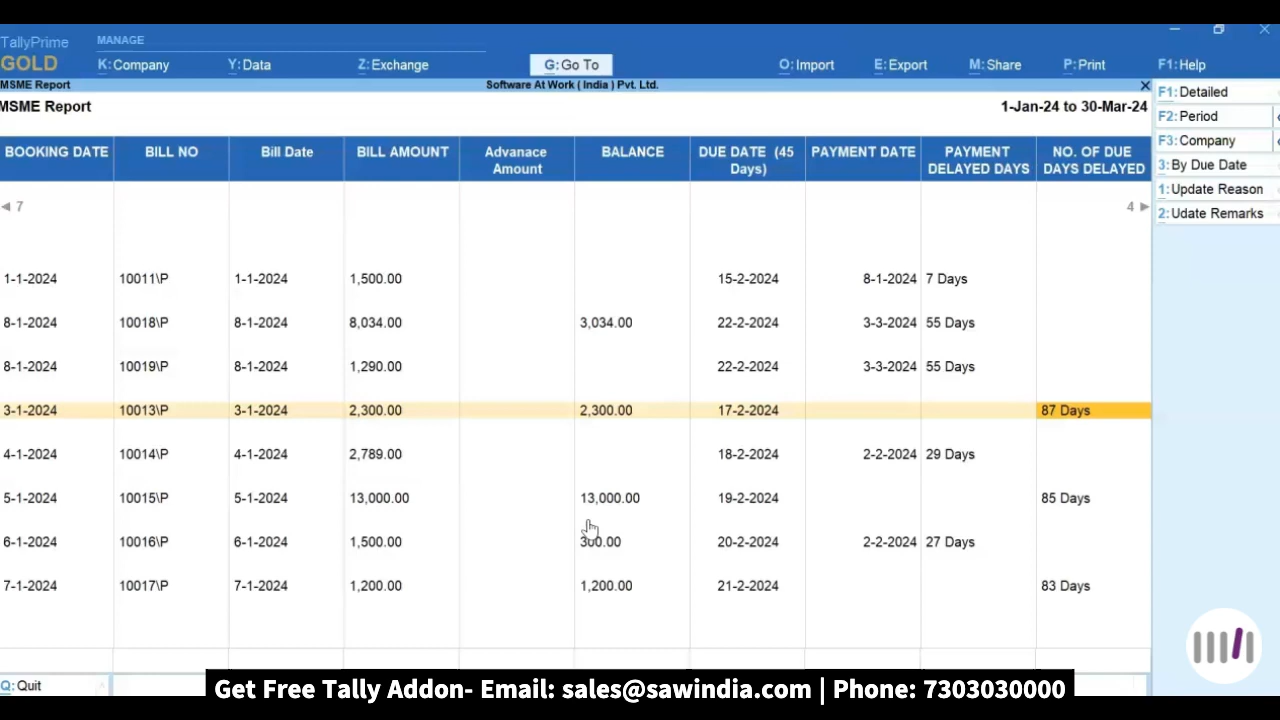 TallyPrime
GOLD
MANAGE
K:Company Y:Data Z:Exchange G:Go To O:Import E:Export M:Share P:Print F1:Help
MSME Report Software At Work ( India ) Pvt. Ltd.
MSME Report 1-Jan-24 to 30-Mar-24
BOOKING DATE BILL NO Bill Date BILL AMOUNT Advanace Amount BALANCE DUE DATE (45 Days) PAYMENT DATE PAYMENT DELAYED DAYS NO. OF DUE DAYS DELAYED
7 4
1-1-2024 10011\P 1-1-2024 1,500.00 15-2-2024 8-1-2024 7 Days
8-1-2024 10018\P 8-1-2024 8,034.00 3,034.00 22-2-2024 3-3-2024 55 Days
8-1-2024 10019\P 8-1-2024 1,290.00 22-2-2024 3-3-2024 55 Days
3-1-2024 10013\P 3-1-2024 2,300.00 2,300.00 17-2-2024 87 Days
4-1-2024 10014\P 4-1-2024 2,789.00 18-2-2024 2-2-2024 29 Days
5-1-2024 10015\P 5-1-2024 13,000.00 13,000.00 19-2-2024 85 Days
6-1-2024 10016\P 6-1-2024 1,500.00 300.00 20-2-2024 2-2-2024 27 Days
7-1-2024 10017\P 7-1-2024 1,200.00 1,200.00 21-2-2024 83 Days
F1:Detailed
F2:Period
F3:Company
3:By Due Date
1:Update Reason
2:Udate Remarks
Q:Quit
Get Free Tally Addon- Email: sales@sawindia.com | Phone: 7303030000